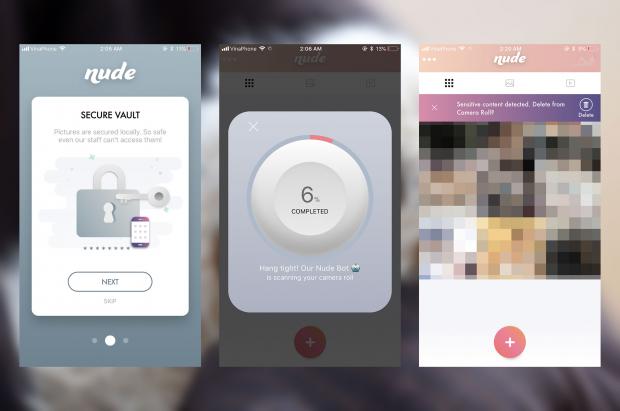 VinaPhone 2:06 AM 13%
nude
SECURE VAULT
Pictures are secured locally. So safe
even our staff can't access them!
NEXT
SKIP
VinaPhone 2:06 AM 13%
nude
6%
COMPLETED
Hang tight! Our Nude Bot
is scanning your camera roll
+
VinaPhone 2:20 AM
nude
Sensitive content detected. Delete from
Camera Roll?
Delete
+